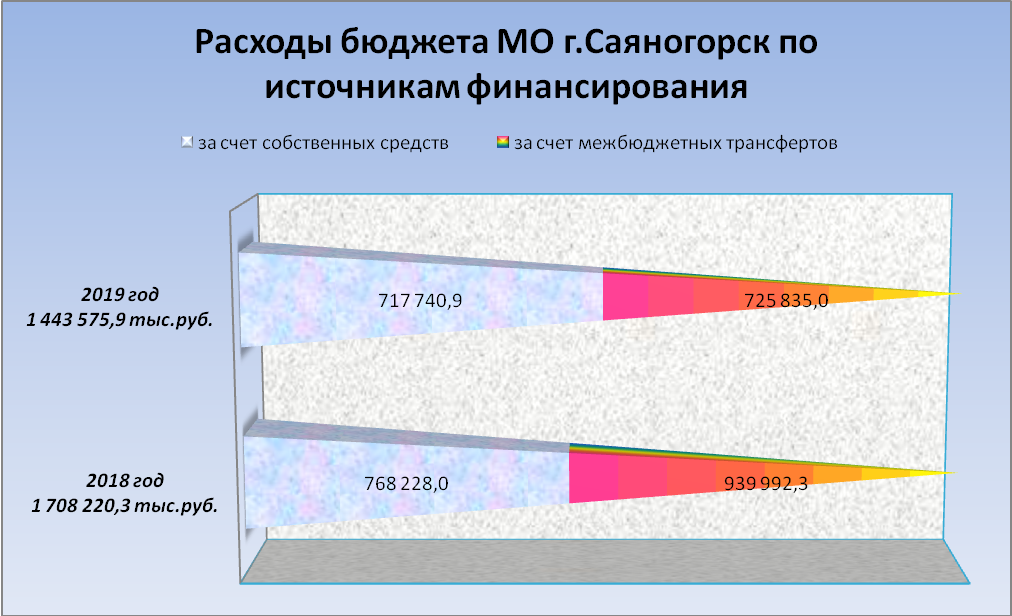 Расходы бюджета МО г.Саяногорск по
источникам финансирования
за счет собственных средств
за счет межбюджетных трансфертов
2019 год
1 443 575,9 тыс.руб.
717 740,9
725 835,0
2018 год
1 708 220,3 тыс.руб.
768 228,0
939 992,3